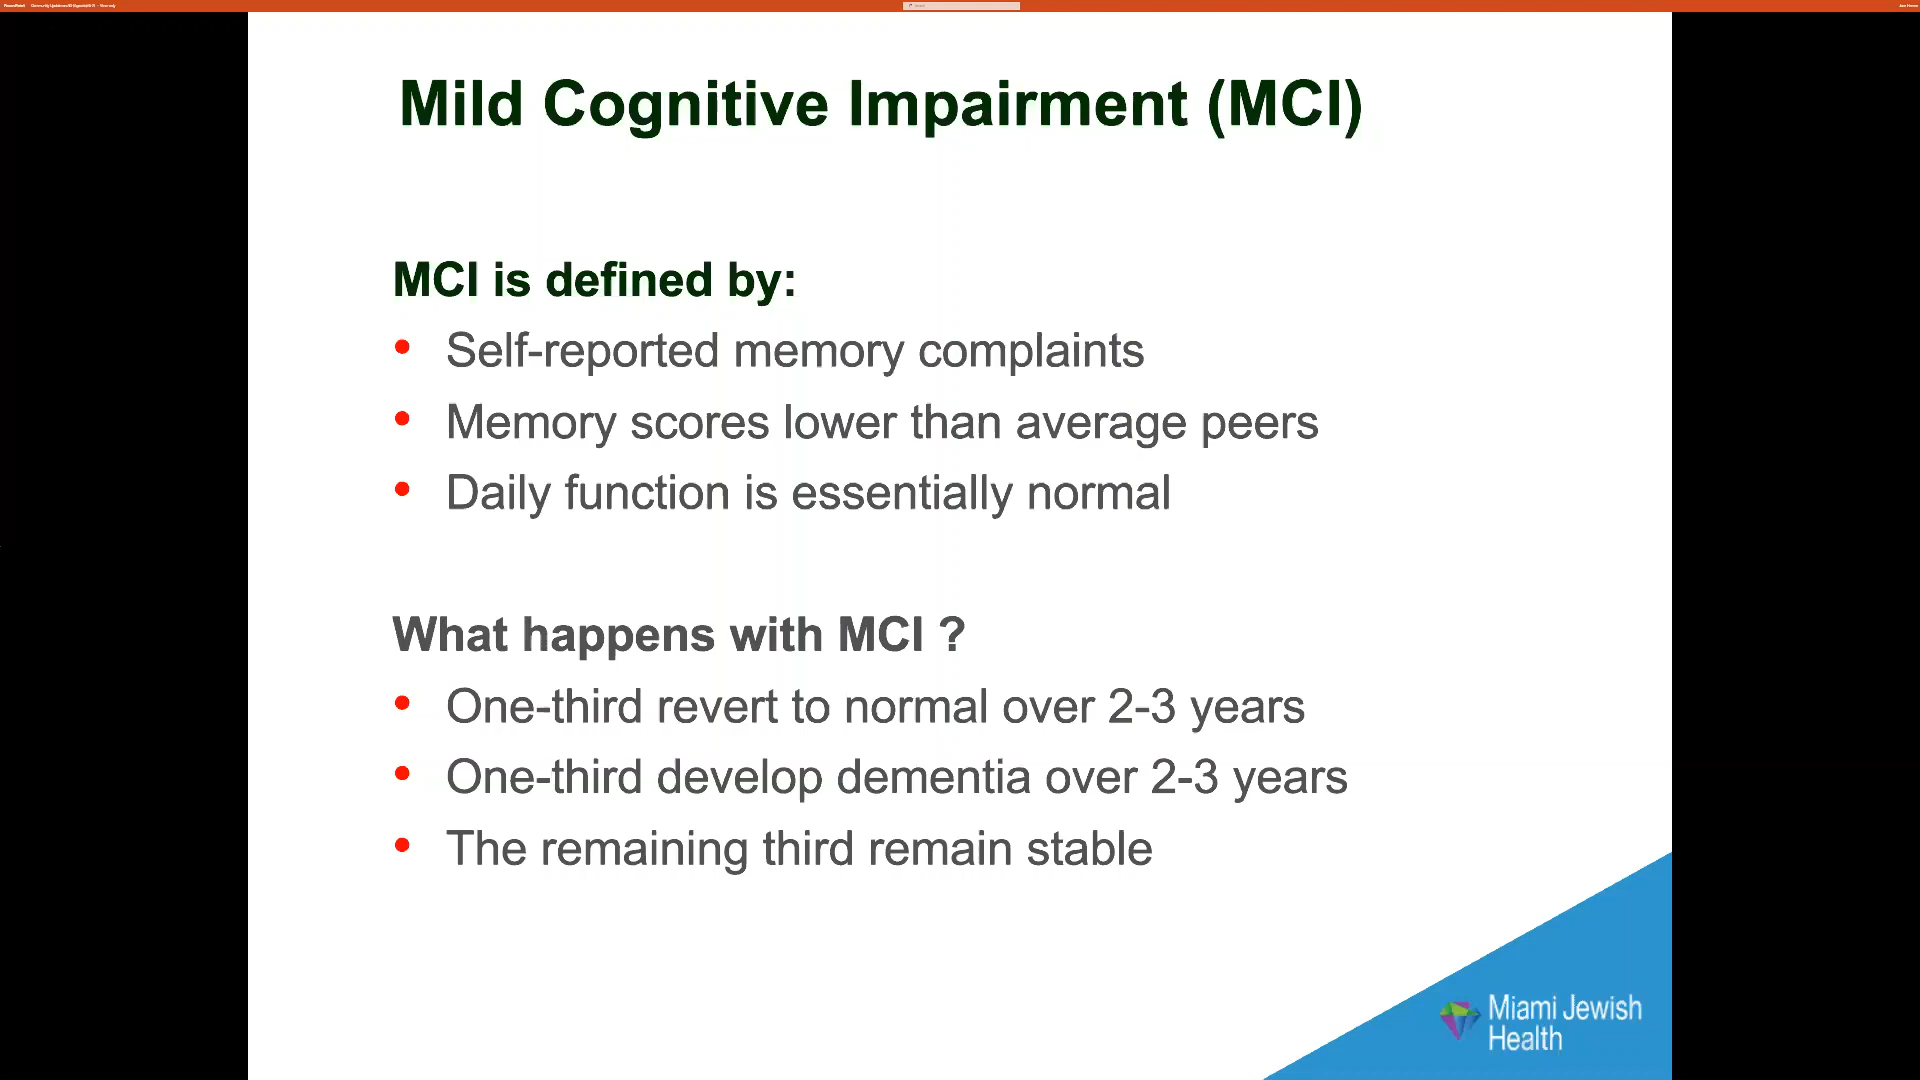 Mild Cognitive Impairment (MCI)
MCI is defined by:
• Self-reported memory complaints
• Memory scores lower than average peers
• Daily function is essentially normal
What happens with MCI ?
• One-third revert to normal over 2-3 years
• One-third develop dementia over 2-3 years
• The remaining third remain stable
Miami Jewish
Health